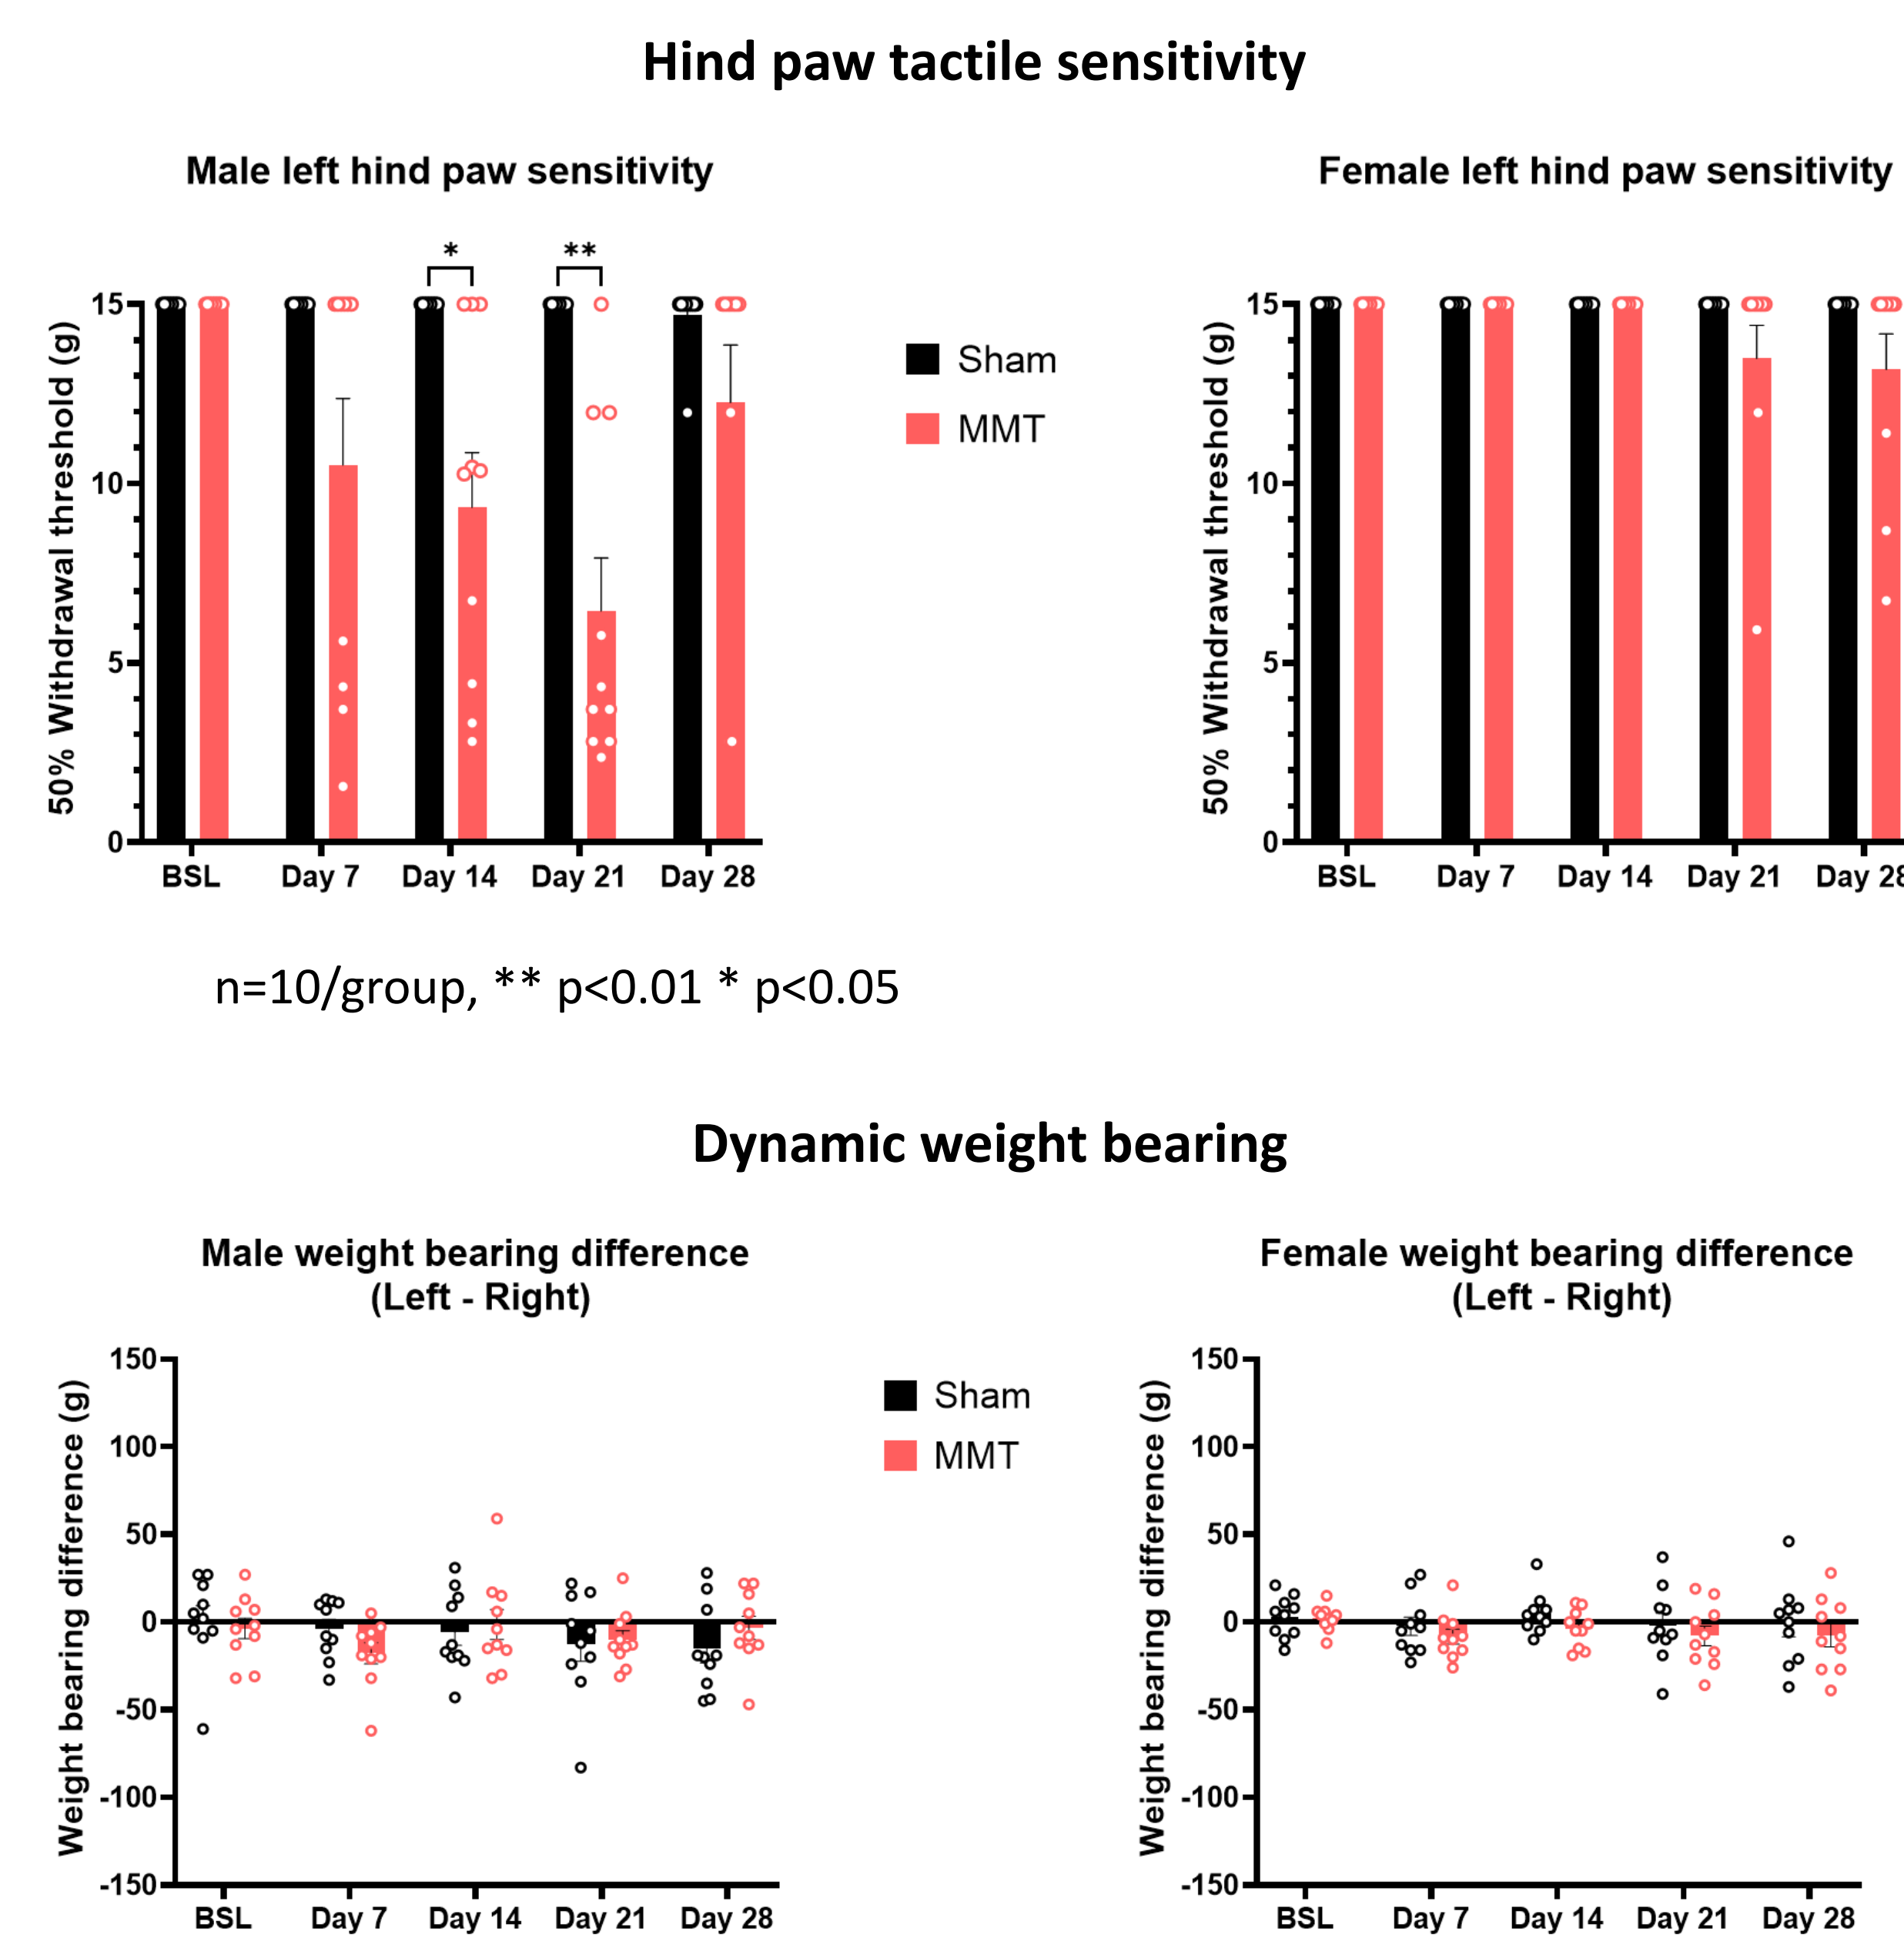 Hind paw tactile sensitivity
Male left hind paw sensitivity
50% Withdrawal threshold (g)
*
**
15
10
5
0
BSL Day 7 Day 14 Day 21 Day 28
Sham
MMT
Female left hind paw sensitivity
50% Withdrawal threshold (g)
15
10
5
0
BSL Day 7 Day 14 Day 21 Day 28
n=10/group, ** p<0.01 * p<0.05
Dynamic weight bearing
Male weight bearing difference
(Left - Right)
Weight bearing difference (g)
150
100
50
0
-50
-100
-150
BSL Day 7 Day 14 Day 21 Day 28
Sham
MMT
Female weight bearing difference
(Left - Right)
Weight bearing difference (g)
150
100
50
0
-50
-100
-150
BSL Day 7 Day 14 Day 21 Day 28